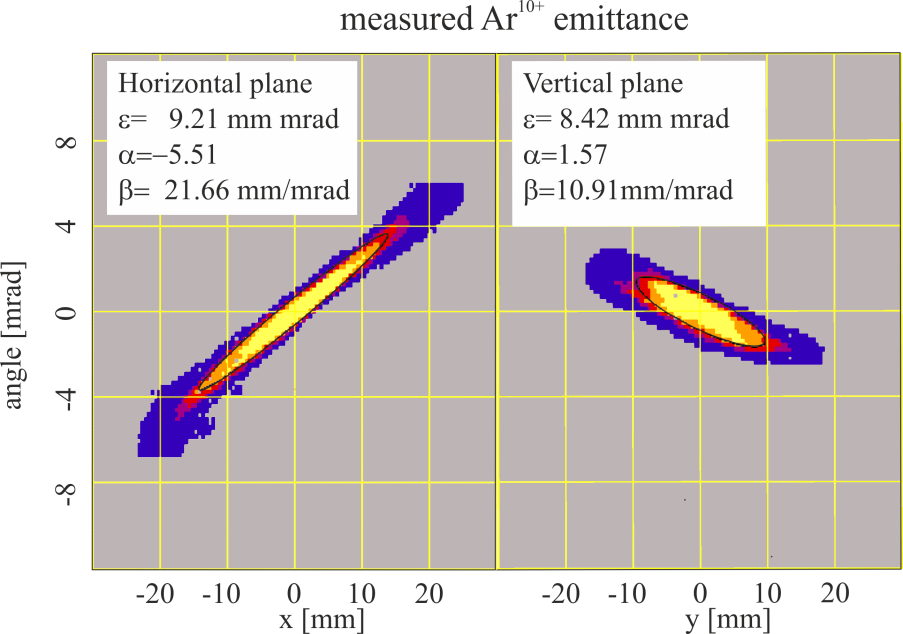 measured Ar10+ emittance
Horizontal plane
ε= 9.21 mm mrad
α=−5.51
β= 21.66 mm/mrad
Vertical plane
ε= 8.42 mm mrad
α=1.57
β=10.91mm/mrad
angle [mrad]
8
4
0
-4
-8
-20 -10 0 10 20
x [mm]
-20 -10 0 10 20
y [mm]